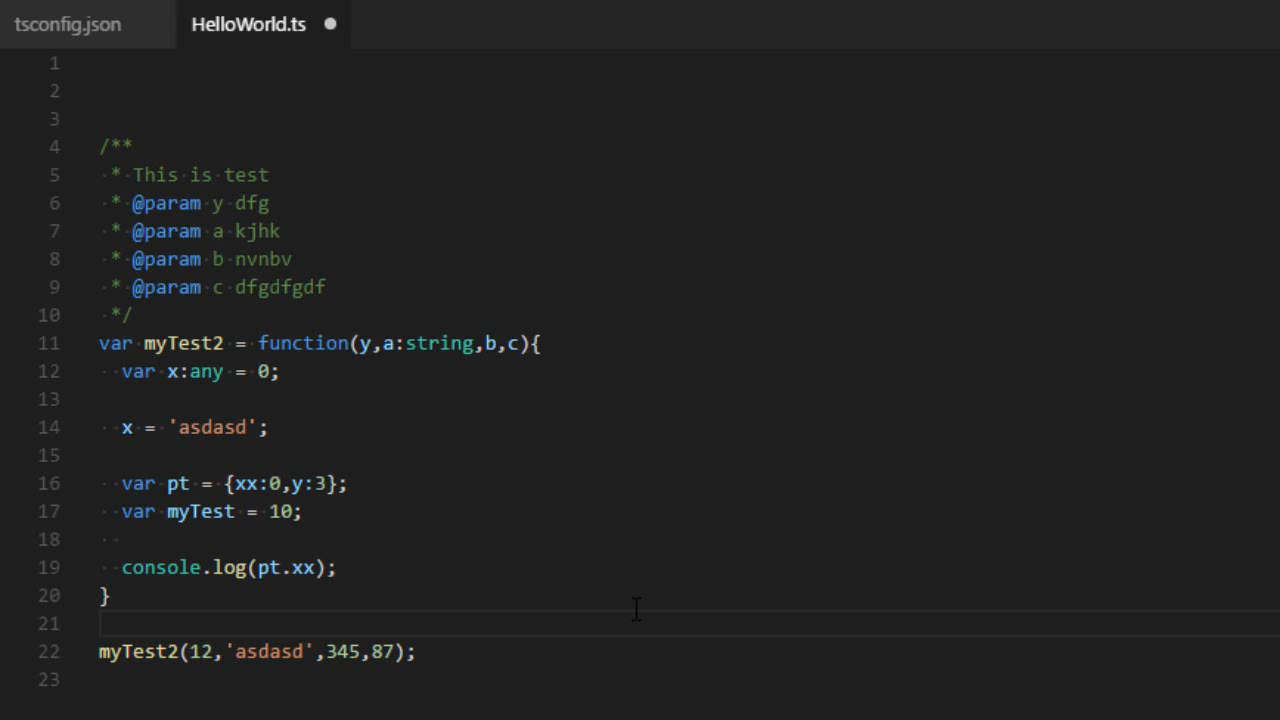 tsconfig.json HelloWorld.ts
1
2
3
4 /**
5  * This is test
6  * @param y dfg
7  * @param a kjhk
8  * @param b nvnbv
9  * @param c dfgdfgdf
10  */
11 var myTest2 = function(y,a:string,b,c){
12   var x:any = 0;
13
14   x = 'asdasd';
15
16   var pt = {xx:0,y:3};
17   var myTest = 10;
18
19   console.log(pt.xx);
20 }
21
22 myTest2(12,'asdasd',345,87);
23